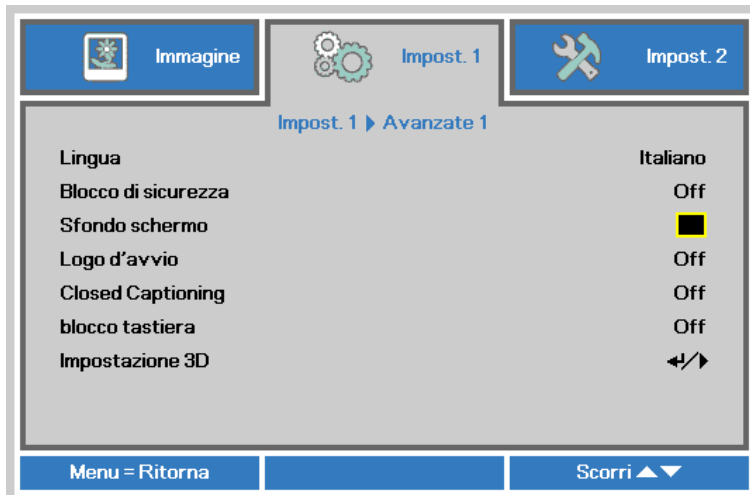 Immagine
Impost. 1
Impost. 2
Impost. 1 ▶ Avanzate 1
Lingua Italiano
Blocco di sicurezza Off
Sfondo schermo
Logo d'avvio Off
Closed Captioning Off
blocco tastiera Off
Impostazione 3D ↵/▶
Menu = Ritorna
Scorri ▲▼